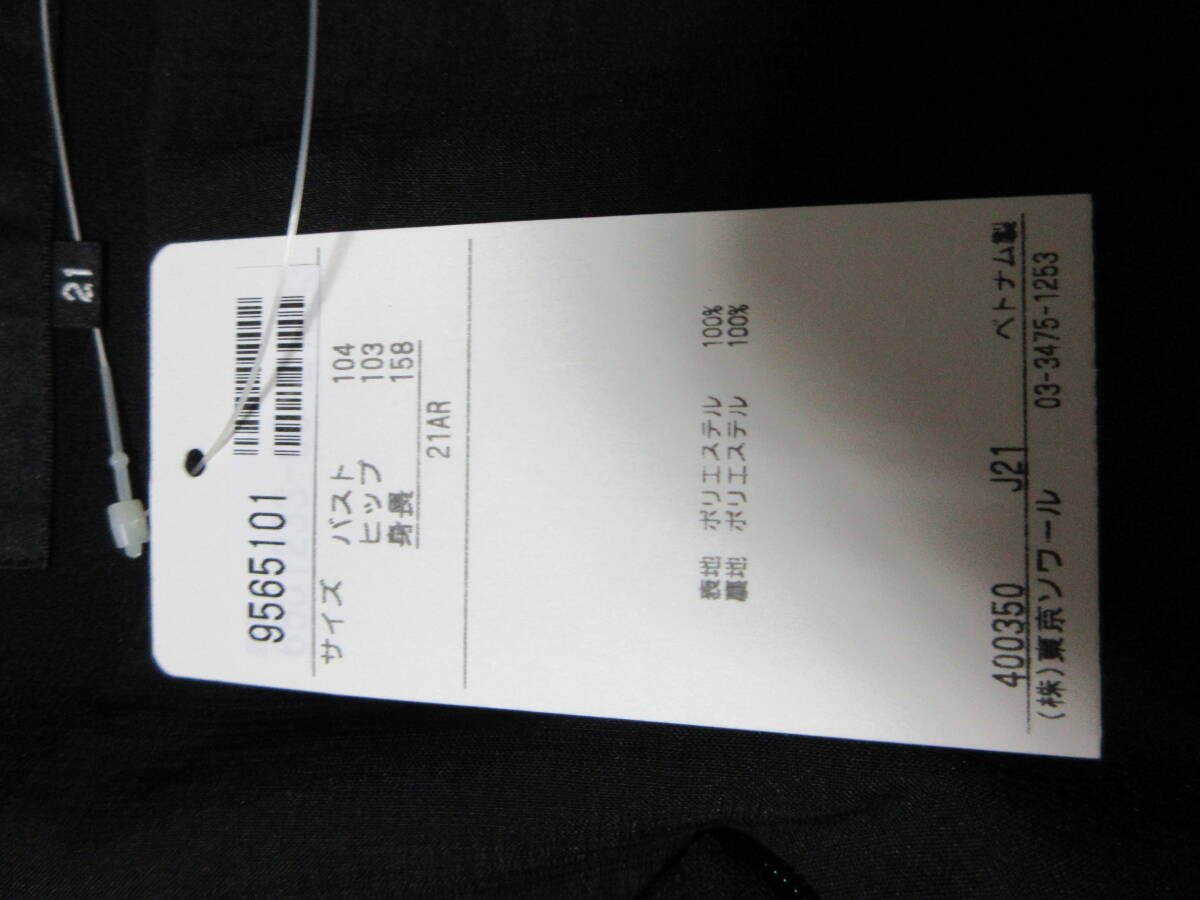 21
9565101
サイズ バスト 104
ヒップ 103
身長 158
21AR
表地 ポリエステル 100%
裏地 ポリエステル 100%
400350 J21 ベトナム製
(株)東京ソワール 03-3475-1253